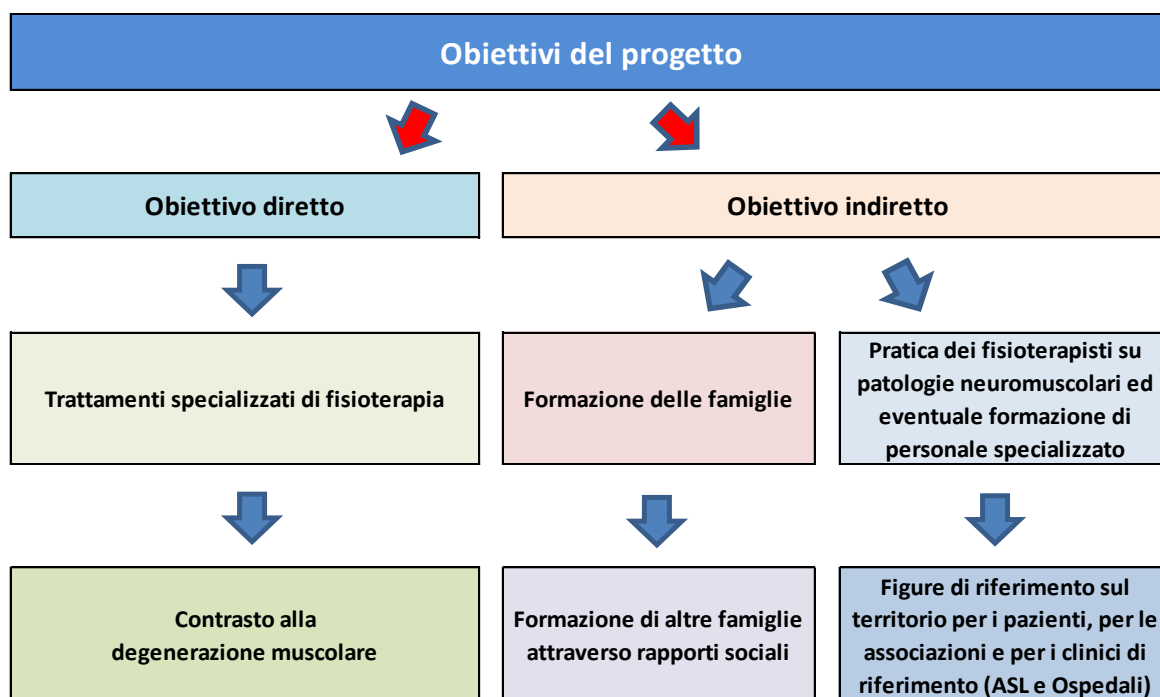 Obiettivi del progetto
Obiettivo diretto
Obiettivo indiretto
Trattamenti specializzati di fisioterapia
Formazione delle famiglie
Pratica dei fisioterapisti su
patologie neuromuscolari ed
eventuale formazione di
personale specializzato
Contrasto alla
degenerazione muscolare
Formazione di altre famiglie
attraverso rapporti sociali
Figure di riferimento sul
territorio per i pazienti, per le
associazioni e per i clinici di
riferimento (ASL e Ospedali)